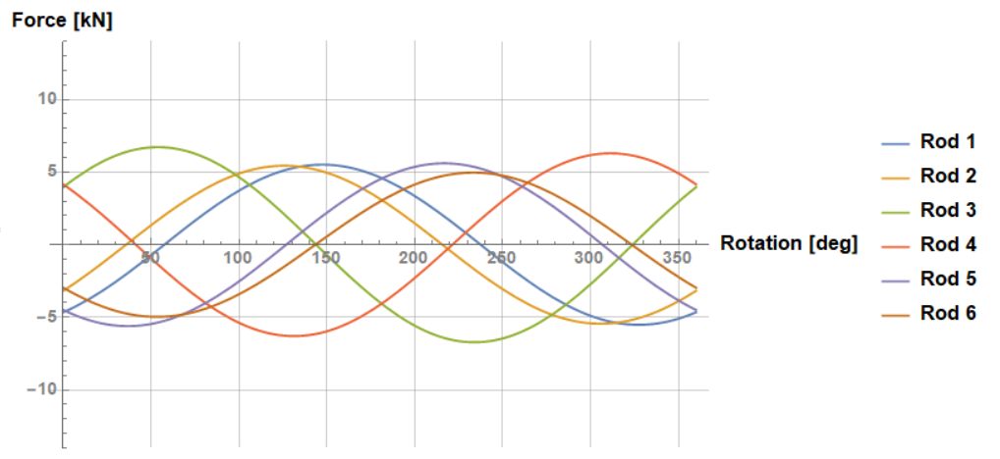 Force [kN]
10
5
Rotation [deg]
50 100 150 200 250 300 350
−5
−10
Rod 1
Rod 2
Rod 3
Rod 4
Rod 5
Rod 6